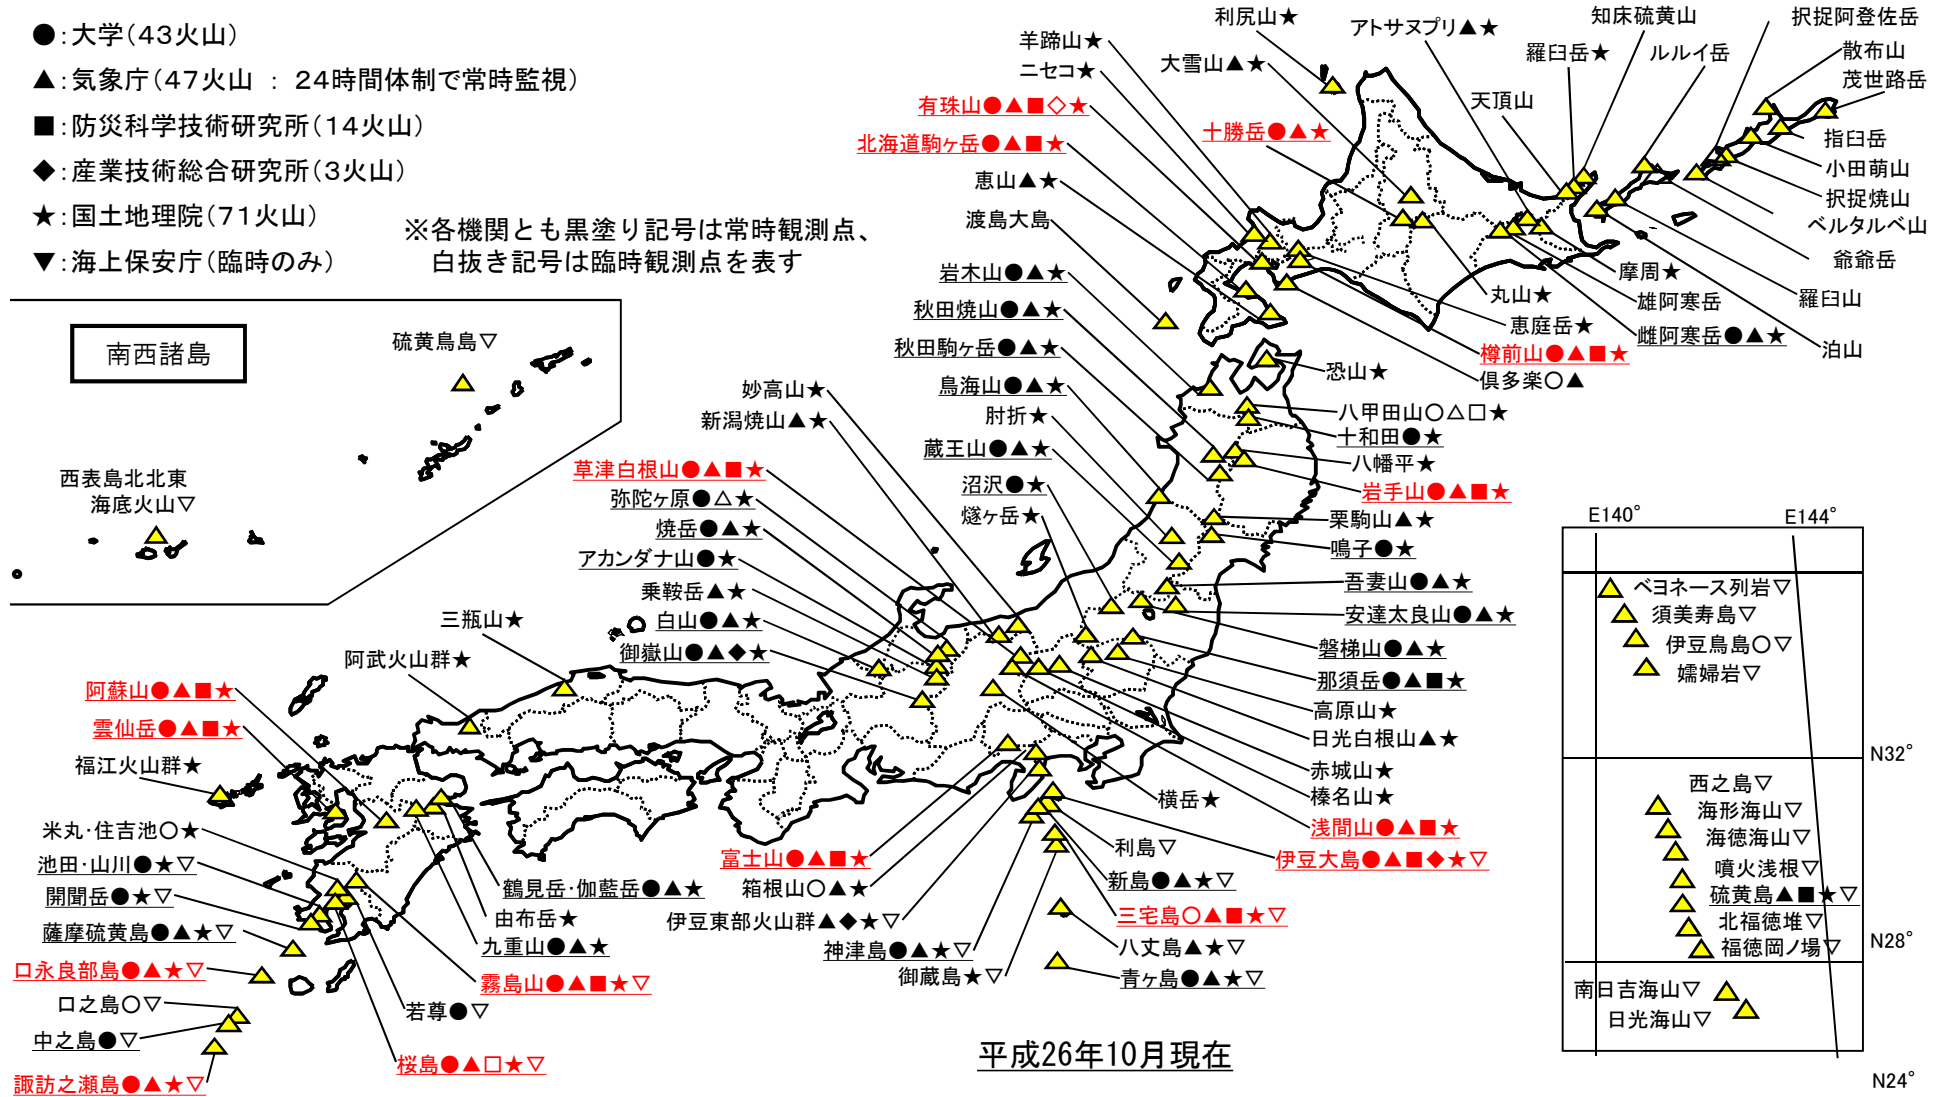 ●:大学(43火山)
▲:気象庁(47火山 : 24時間体制で常時監視)
■:防災科学技術研究所(14火山)
◆:産業技術総合研究所(3火山)
★:国土地理院(71火山)
▼:海上保安庁(臨時のみ)
※各機関とも黒塗り記号は常時観測点、
白抜き記号は臨時観測点を表す
南西諸島
硫黄鳥島▽
西表島北北東
海底火山▽
利尻山★
羊蹄山★
ニセコ★
大雪山▲★
有珠山●▲■◇★
十勝岳●▲★
北海道駒ヶ岳●▲■★
恵山▲★
渡島大島
アトサヌプリ▲★
知床硫黄山
羅臼岳★
ルルイ岳
天頂山
択捉阿登佐岳
散布山
茂世路岳
指臼岳
小田萌山
択捉焼山
ベルタルベ山
爺爺岳
羅臼山
泊山
摩周★
雄阿寒岳
雌阿寒岳●▲★
丸山★
恵庭岳★
樽前山●▲■★
倶多楽○▲
岩木山●▲★
秋田焼山●▲★
秋田駒ヶ岳●▲★
鳥海山●▲★
肘折★
蔵王山●▲★
沼沢●★
燧ヶ岳★
恐山★
八甲田山○△□★
十和田●★
八幡平★
岩手山●▲■★
栗駒山▲★
鳴子●★
吾妻山●▲★
安達太良山●▲★
磐梯山●▲★
那須岳●▲■★
高原山★
日光白根山▲★
赤城山★
榛名山★
浅間山●▲■★
横岳★
妙高山★
新潟焼山▲★
草津白根山●▲■★
弥陀ヶ原●△★
焼岳●▲★
アカンダナ山●★
乗鞍岳▲★
白山●▲★
御嶽山●▲◆★
三瓶山★
阿武火山群★
阿蘇山●▲■★
雲仙岳●▲■★
福江火山群★
米丸･住吉池○★
池田･山川●★▽
開聞岳●★▽
薩摩硫黄島●▲★▽
口永良部島●▲★▽
口之島○▽
中之島●▽
諏訪之瀬島●▲★▽
桜島●▲□★▽
若尊●▽
霧島山●▲■★▽
九重山●▲★
由布岳★
鶴見岳･伽藍岳●▲★
富士山●▲■★
箱根山○▲★
伊豆東部火山群▲◆★▽
神津島●▲★▽
御蔵島★▽
伊豆大島●▲■◆★▽
利島▽
新島●▲★▽
三宅島○▲■★▽
八丈島▲★▽
青ヶ島●▲★▽
E140°
E144°
ベヨネース列岩▽
須美寿島▽
伊豆鳥島○▽
孀婦岩▽
N32°
西之島▽
海形海山▽
海徳海山▽
噴火浅根▽
硫黄島▲■★▽
北福徳堆▽
福徳岡ノ場▽
N28°
南日吉海山▽
日光海山▽
N24°
平成26年10月現在